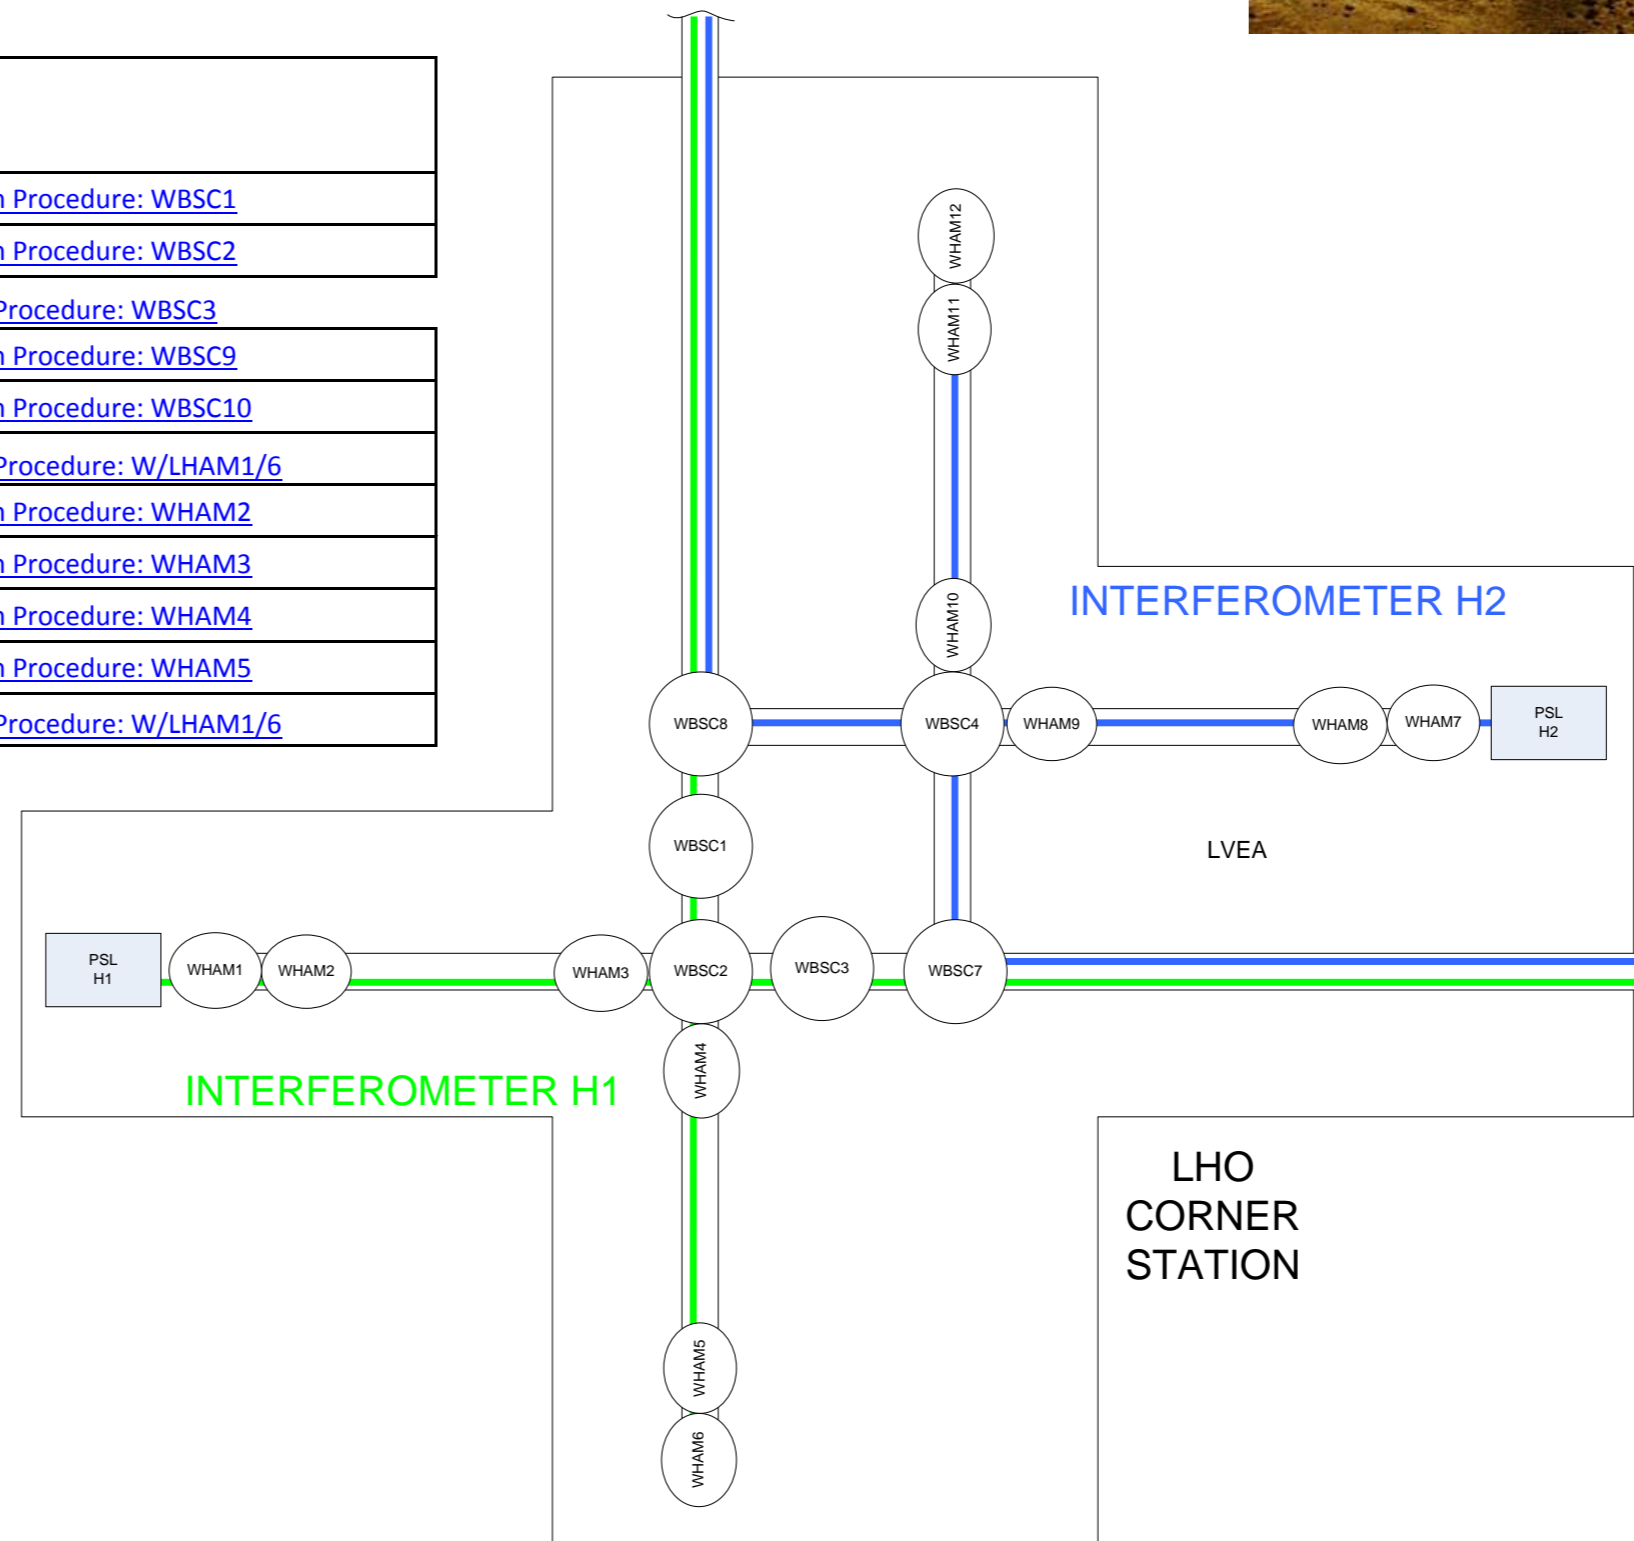 n Procedure: WBSC1
n Procedure: WBSC2
Procedure: WBSC3
n Procedure: WBSC9
n Procedure: WBSC10
Procedure: W/LHAM1/6
n Procedure: WHAM2
n Procedure: WHAM3
n Procedure: WHAM4
n Procedure: WHAM5
Procedure: W/LHAM1/6
WHAM12
WHAM11
WHAM10
INTERFEROMETER H2
WBSC8
WBSC4
WHAM9
WHAM8
WHAM7
PSL
H2
WBSC1
LVEA
PSL
H1
WHAM1
WHAM2
WHAM3
WBSC2
WBSC3
WBSC7
WHAM4
INTERFEROMETER H1
LHO
CORNER
STATION
WHAM5
WHAM6